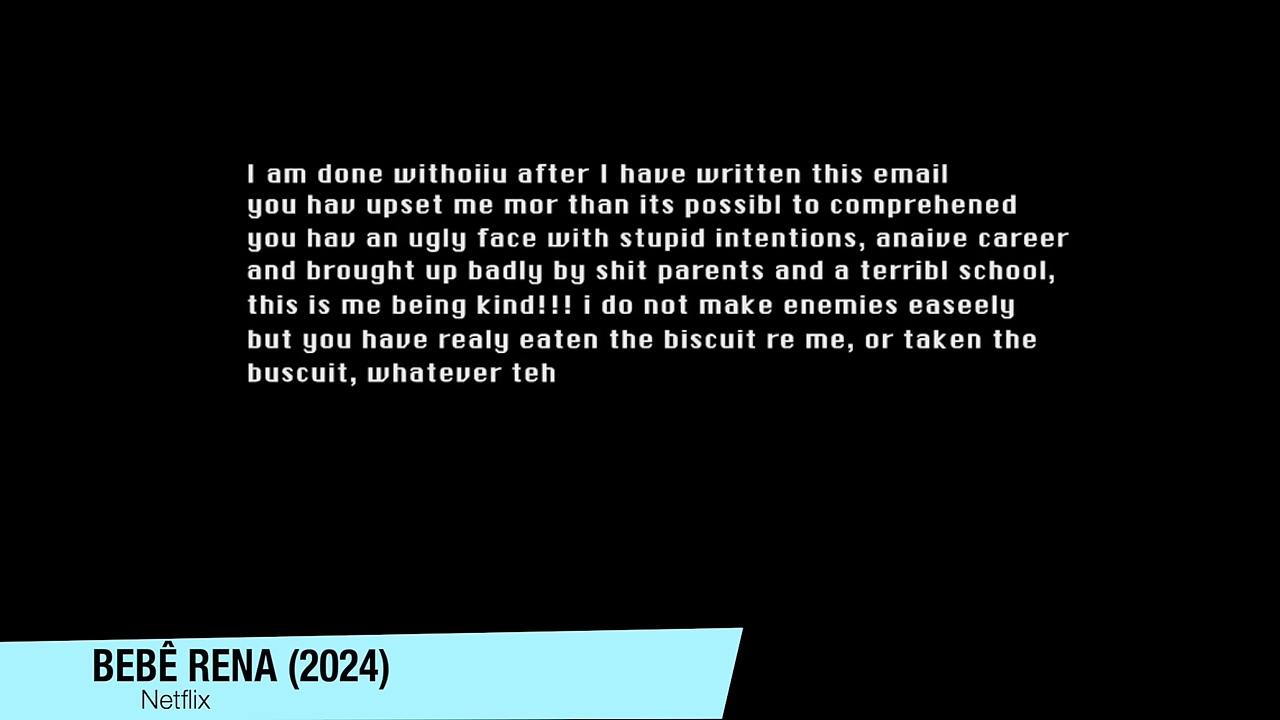 I am done withoiiu after I have written this email
you hav upset me mor than its possibl to comprehened
you hav an ugly face with stupid intentions, anaive career
and brought up badly by shit parents and a terribl school,
this is me being kind!!! i do not make enemies easeely
but you have realy eaten the biscuit re me, or taken the
buscuit, whatever teh
BEBÊ RENA (2024)
Netflix